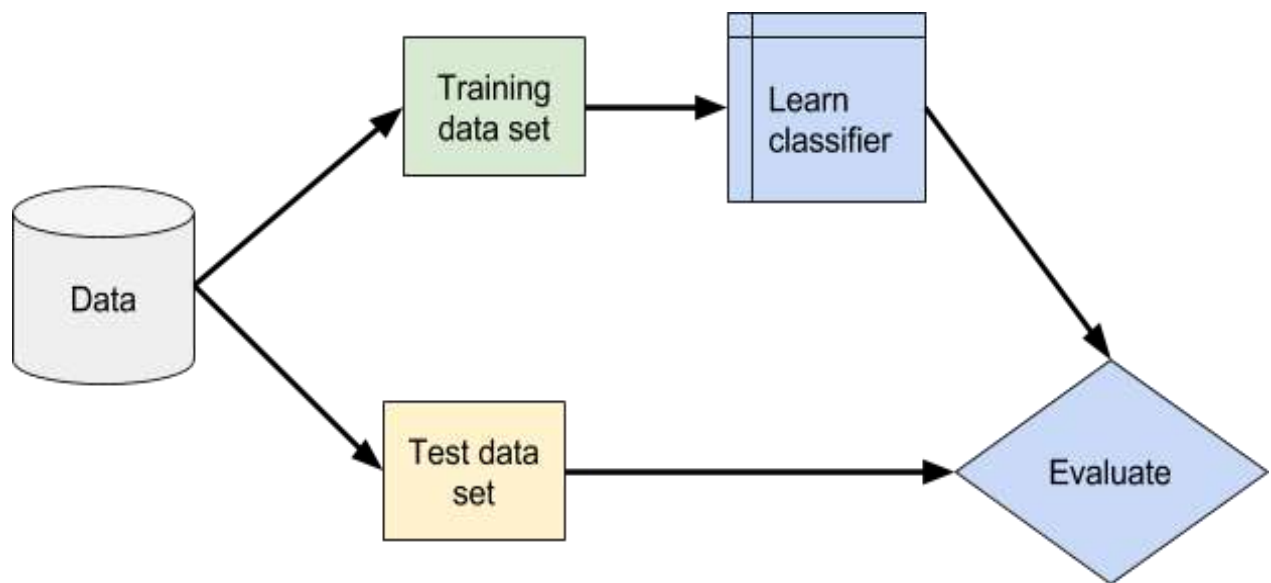 Training
data set
Learn
classifier
Data
Test data
set
Evaluate